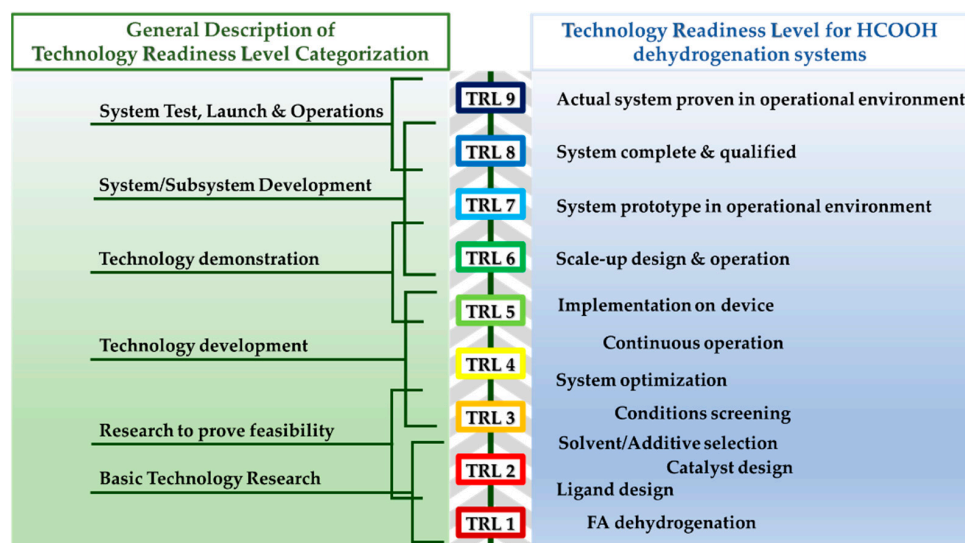 General Description of
Technology Readiness Level Categorization
Technology Readiness Level for HCOOH
dehydrogenation systems
System Test, Launch & Operations
TRL 9
Actual system proven in operational environment
TRL 8
System complete & qualified
System/Subsystem Development
TRL 7
System prototype in operational environment
Technology demonstration
TRL 6
Scale-up design & operation
TRL 5
Implementation on device
Technology development
Continuous operation
TRL 4
System optimization
TRL 3
Conditions screening
Research to prove feasibility
Solvent/Additive selection
TRL 2
Catalyst design
Basic Technology Research
Ligand design
TRL 1
FA dehydrogenation